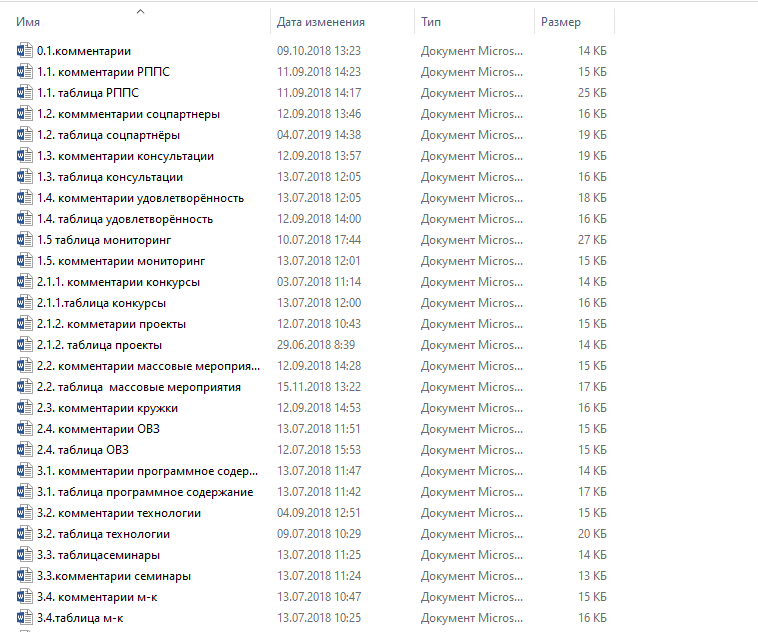 Имя Дата изменения Тип Размер
0.1.комментарии 09.10.2018 13:23 Документ Micros... 14 КБ
1.1. комментарии РППС 11.09.2018 14:23 Документ Micros... 15 КБ
1.1. таблица РППС 11.09.2018 14:17 Документ Micros... 25 КБ
1.2. коммментарии соцпартнеры 12.09.2018 13:46 Документ Micros... 16 КБ
1.2. таблица соцпартнёры 04.07.2019 14:38 Документ Micros... 19 КБ
1.3. комментарии консультации 12.09.2018 13:57 Документ Micros... 19 КБ
1.3. таблица консультации 13.07.2018 12:05 Документ Micros... 16 КБ
1.4. комментарии удовлетворённость 13.07.2018 12:05 Документ Micros... 18 КБ
1.4. таблица удовлетворённость 12.09.2018 14:00 Документ Micros... 16 КБ
1.5 таблица мониторинг 10.07.2018 17:44 Документ Micros... 27 КБ
1.5. комментарии мониторинг 13.07.2018 12:01 Документ Micros... 15 КБ
2.1.1. комментарии конкурсы 03.07.2018 11:14 Документ Micros... 14 КБ
2.1.1.таблица конкурсы 13.07.2018 12:00 Документ Micros... 16 КБ
2.1.2. комметарии проекты 12.07.2018 10:43 Документ Micros... 15 КБ
2.1.2. таблица проекты 29.06.2018 8:39 Документ Micros... 14 КБ
2.2. комментарии массовые мероприя... 12.09.2018 14:28 Документ Micros... 15 КБ
2.2. таблица  массовые мероприятия 15.11.2018 13:22 Документ Micros... 17 КБ
2.3. комментарии кружки 12.09.2018 14:53 Документ Micros... 16 КБ
2.4. комментарии ОВЗ 13.07.2018 11:51 Документ Micros... 15 КБ
2.4. таблица ОВЗ 12.07.2018 15:53 Документ Micros... 15 КБ
3.1. комментарии программное содер... 13.07.2018 11:47 Документ Micros... 14 КБ
3.1. таблица программное содержание 13.07.2018 11:42 Документ Micros... 17 КБ
3.2. комментарии технологии 04.09.2018 12:51 Документ Micros... 15 КБ
3.2. таблица технологии 09.07.2018 10:29 Документ Micros... 20 КБ
3.3. таблицасеминары 13.07.2018 11:25 Документ Micros... 14 КБ
3.3.комментарии семинары 13.07.2018 11:24 Документ Micros... 13 КБ
3.4. комментарии м-к 13.07.2018 10:47 Документ Micros... 15 КБ
3.4.таблица м-к 13.07.2018 10:25 Документ Micros... 16 КБ